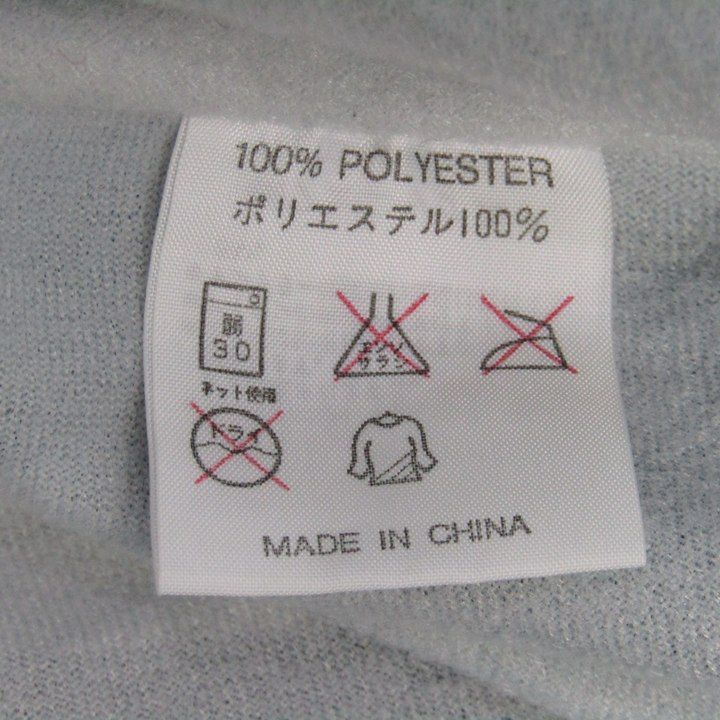 100% POLYESTER
ポリエステル100%
弱
30
エンソ
サラシ
ネット使用
ドライ
MADE IN CHINA